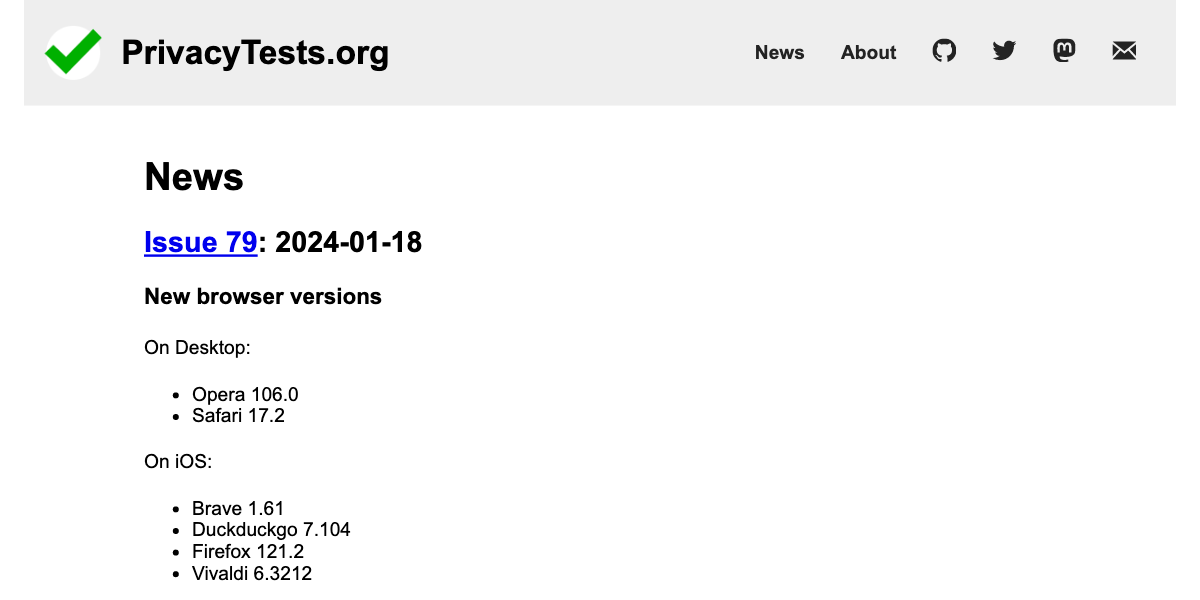 PrivacyTests.org
News About
News
Issue 79: 2024-01-18
New browser versions
On Desktop:
• Opera 106.0
• Safari 17.2
On iOS:
• Brave 1.61
• Duckduckgo 7.104
• Firefox 121.2
• Vivaldi 6.3212